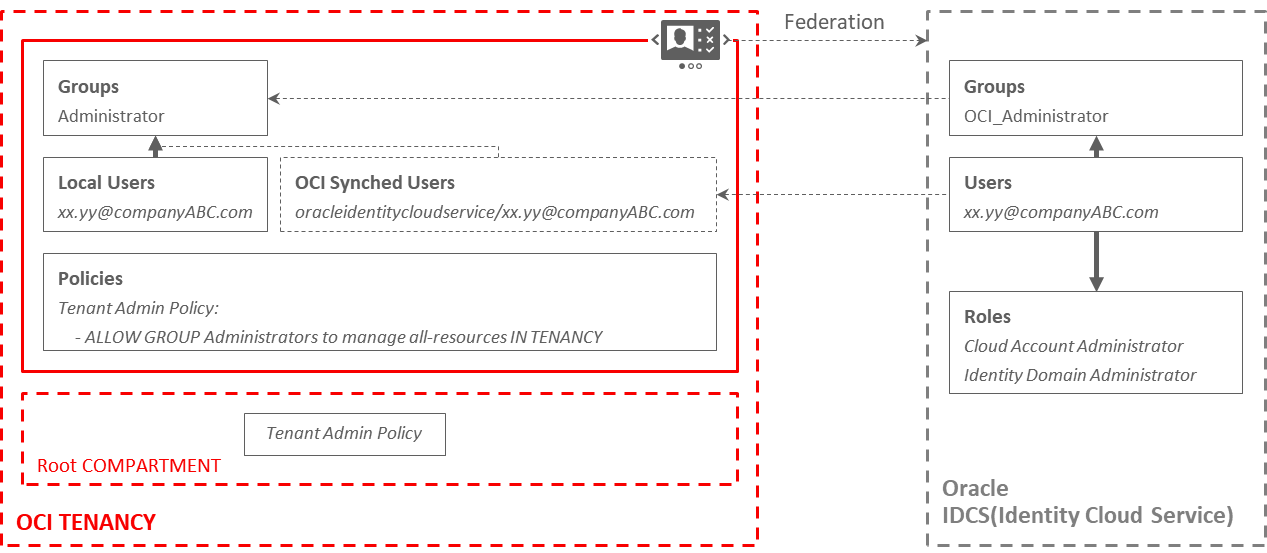 Federation
Groups
Administrator
Local Users
xx.yy@companyABC.com
OCI Synched Users
oracleidentitycloudservice/xx.yy@companyABC.com
Policies
Tenant Admin Policy:
- ALLOW GROUP Administrators to manage all-resources IN TENANCY
Tenant Admin Policy
Root COMPARTMENT
OCI TENANCY
Groups
OCI_Administrator
Users
xx.yy@companyABC.com
Roles
Cloud Account Administrator
Identity Domain Administrator
Oracle
IDCS(Identity Cloud Service)